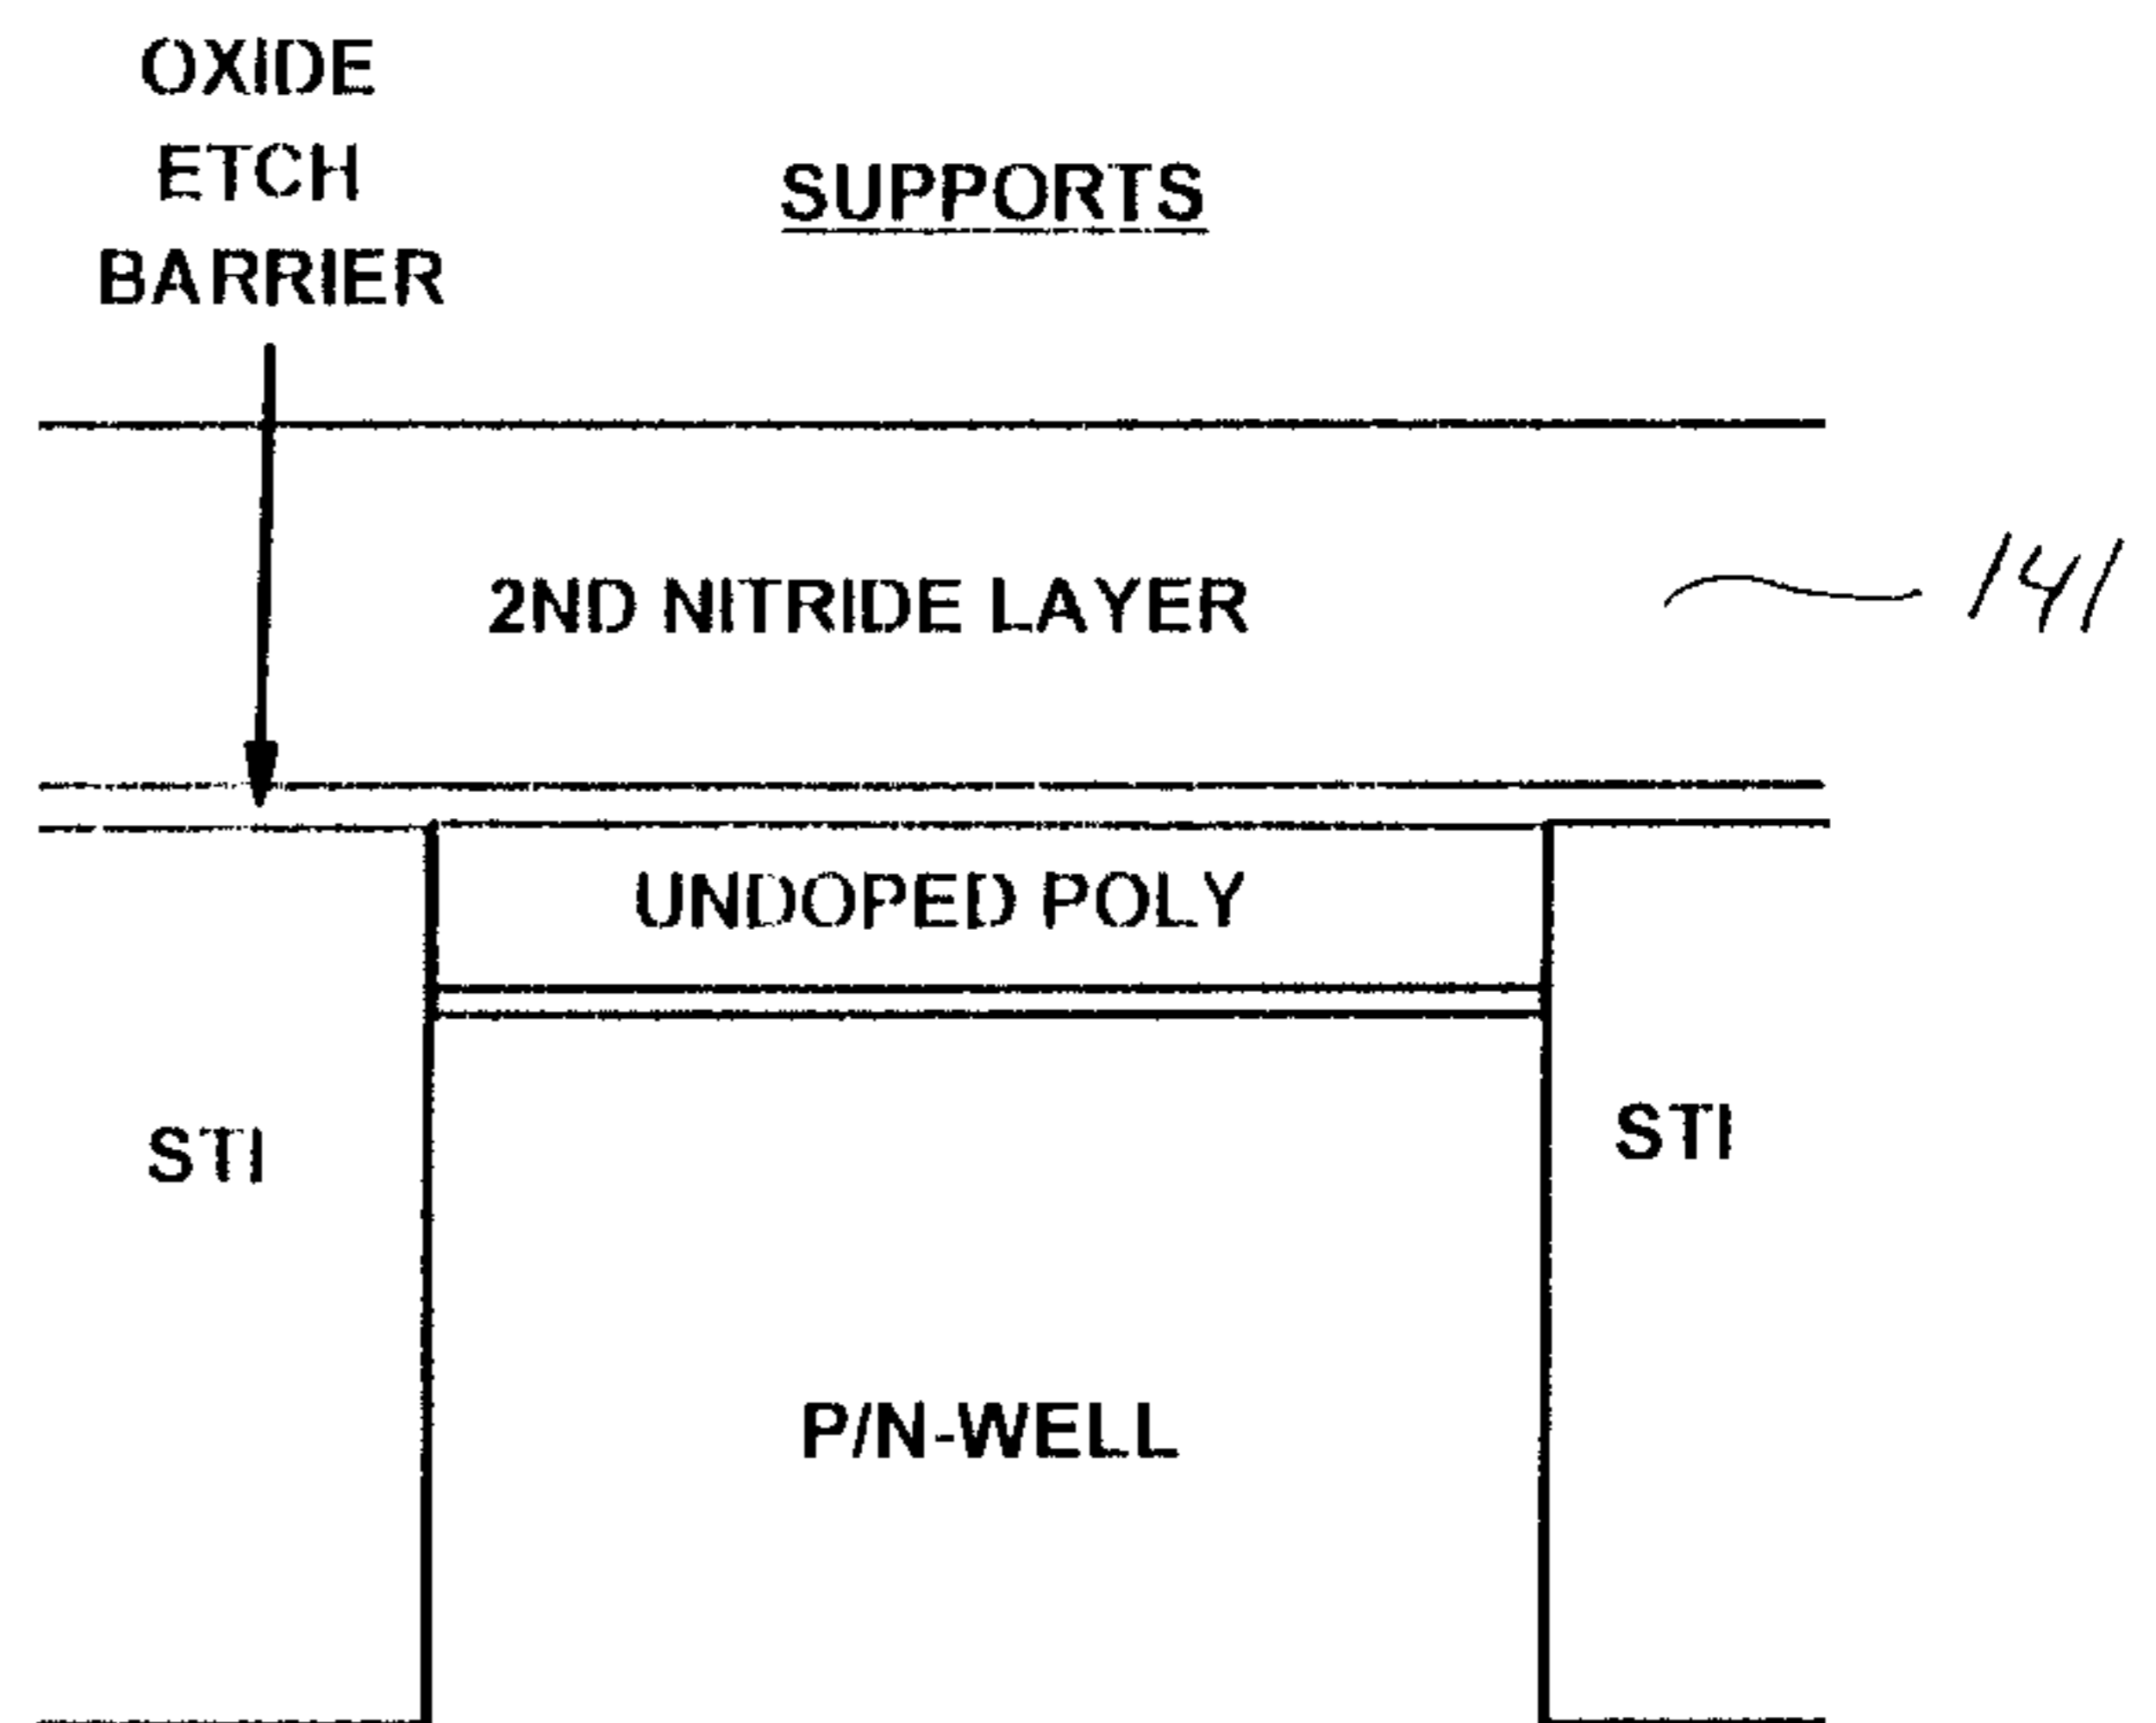 OXIDE
ETCH
BARRIER
SUPPORTS
2ND NITRIDE LAYER
141
UNDOPED POLY
STI
STI
P/N-WELL